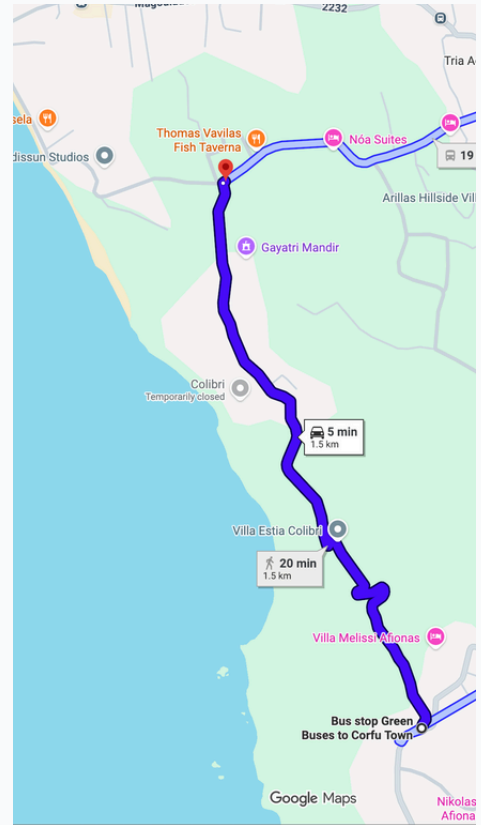 2232
Tria A
sela
Thomas Vavilas
Fish Taverna
Nóa Suites
dissun Studios
19
Arillas Hillside Vil
Gayatri Mandir
Colibri
Temporarily closed
5 min
1.5 km
Villa Estia Colibri
20 min
1.5 km
Villa Melissi Afionas
Bus stop Green
Buses to Corfu Town
Google Maps
Nikolas
Afiona